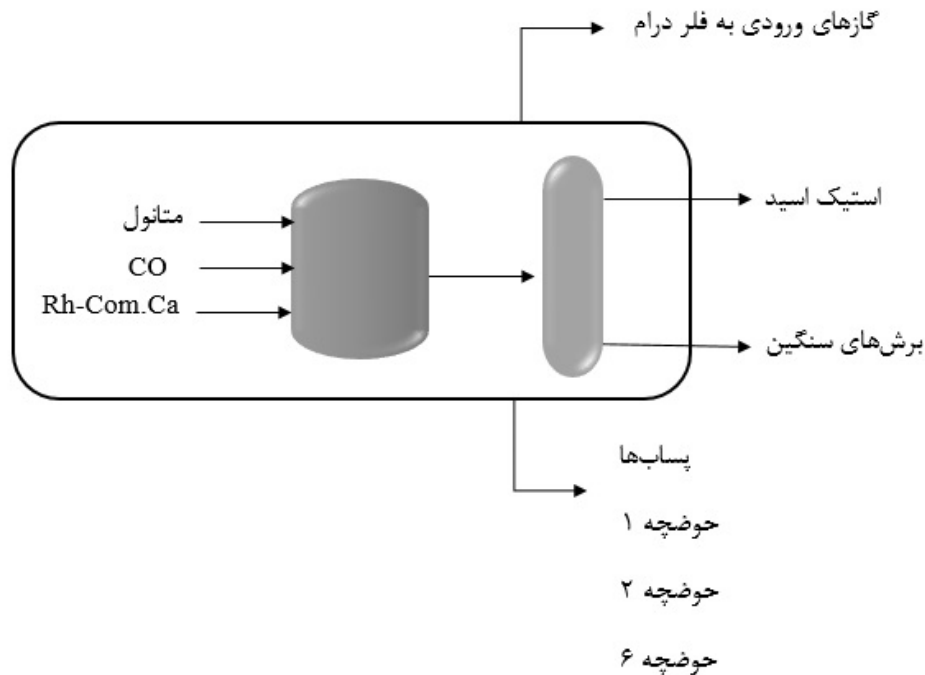 گازهای ورودی به فلر درام
متانول
CO
Rh-Com.Ca
استیک اسید
برش‌های سنگین
پساب‌ها
حوضچه ۱
حوضچه ۲
حوضچه ۶